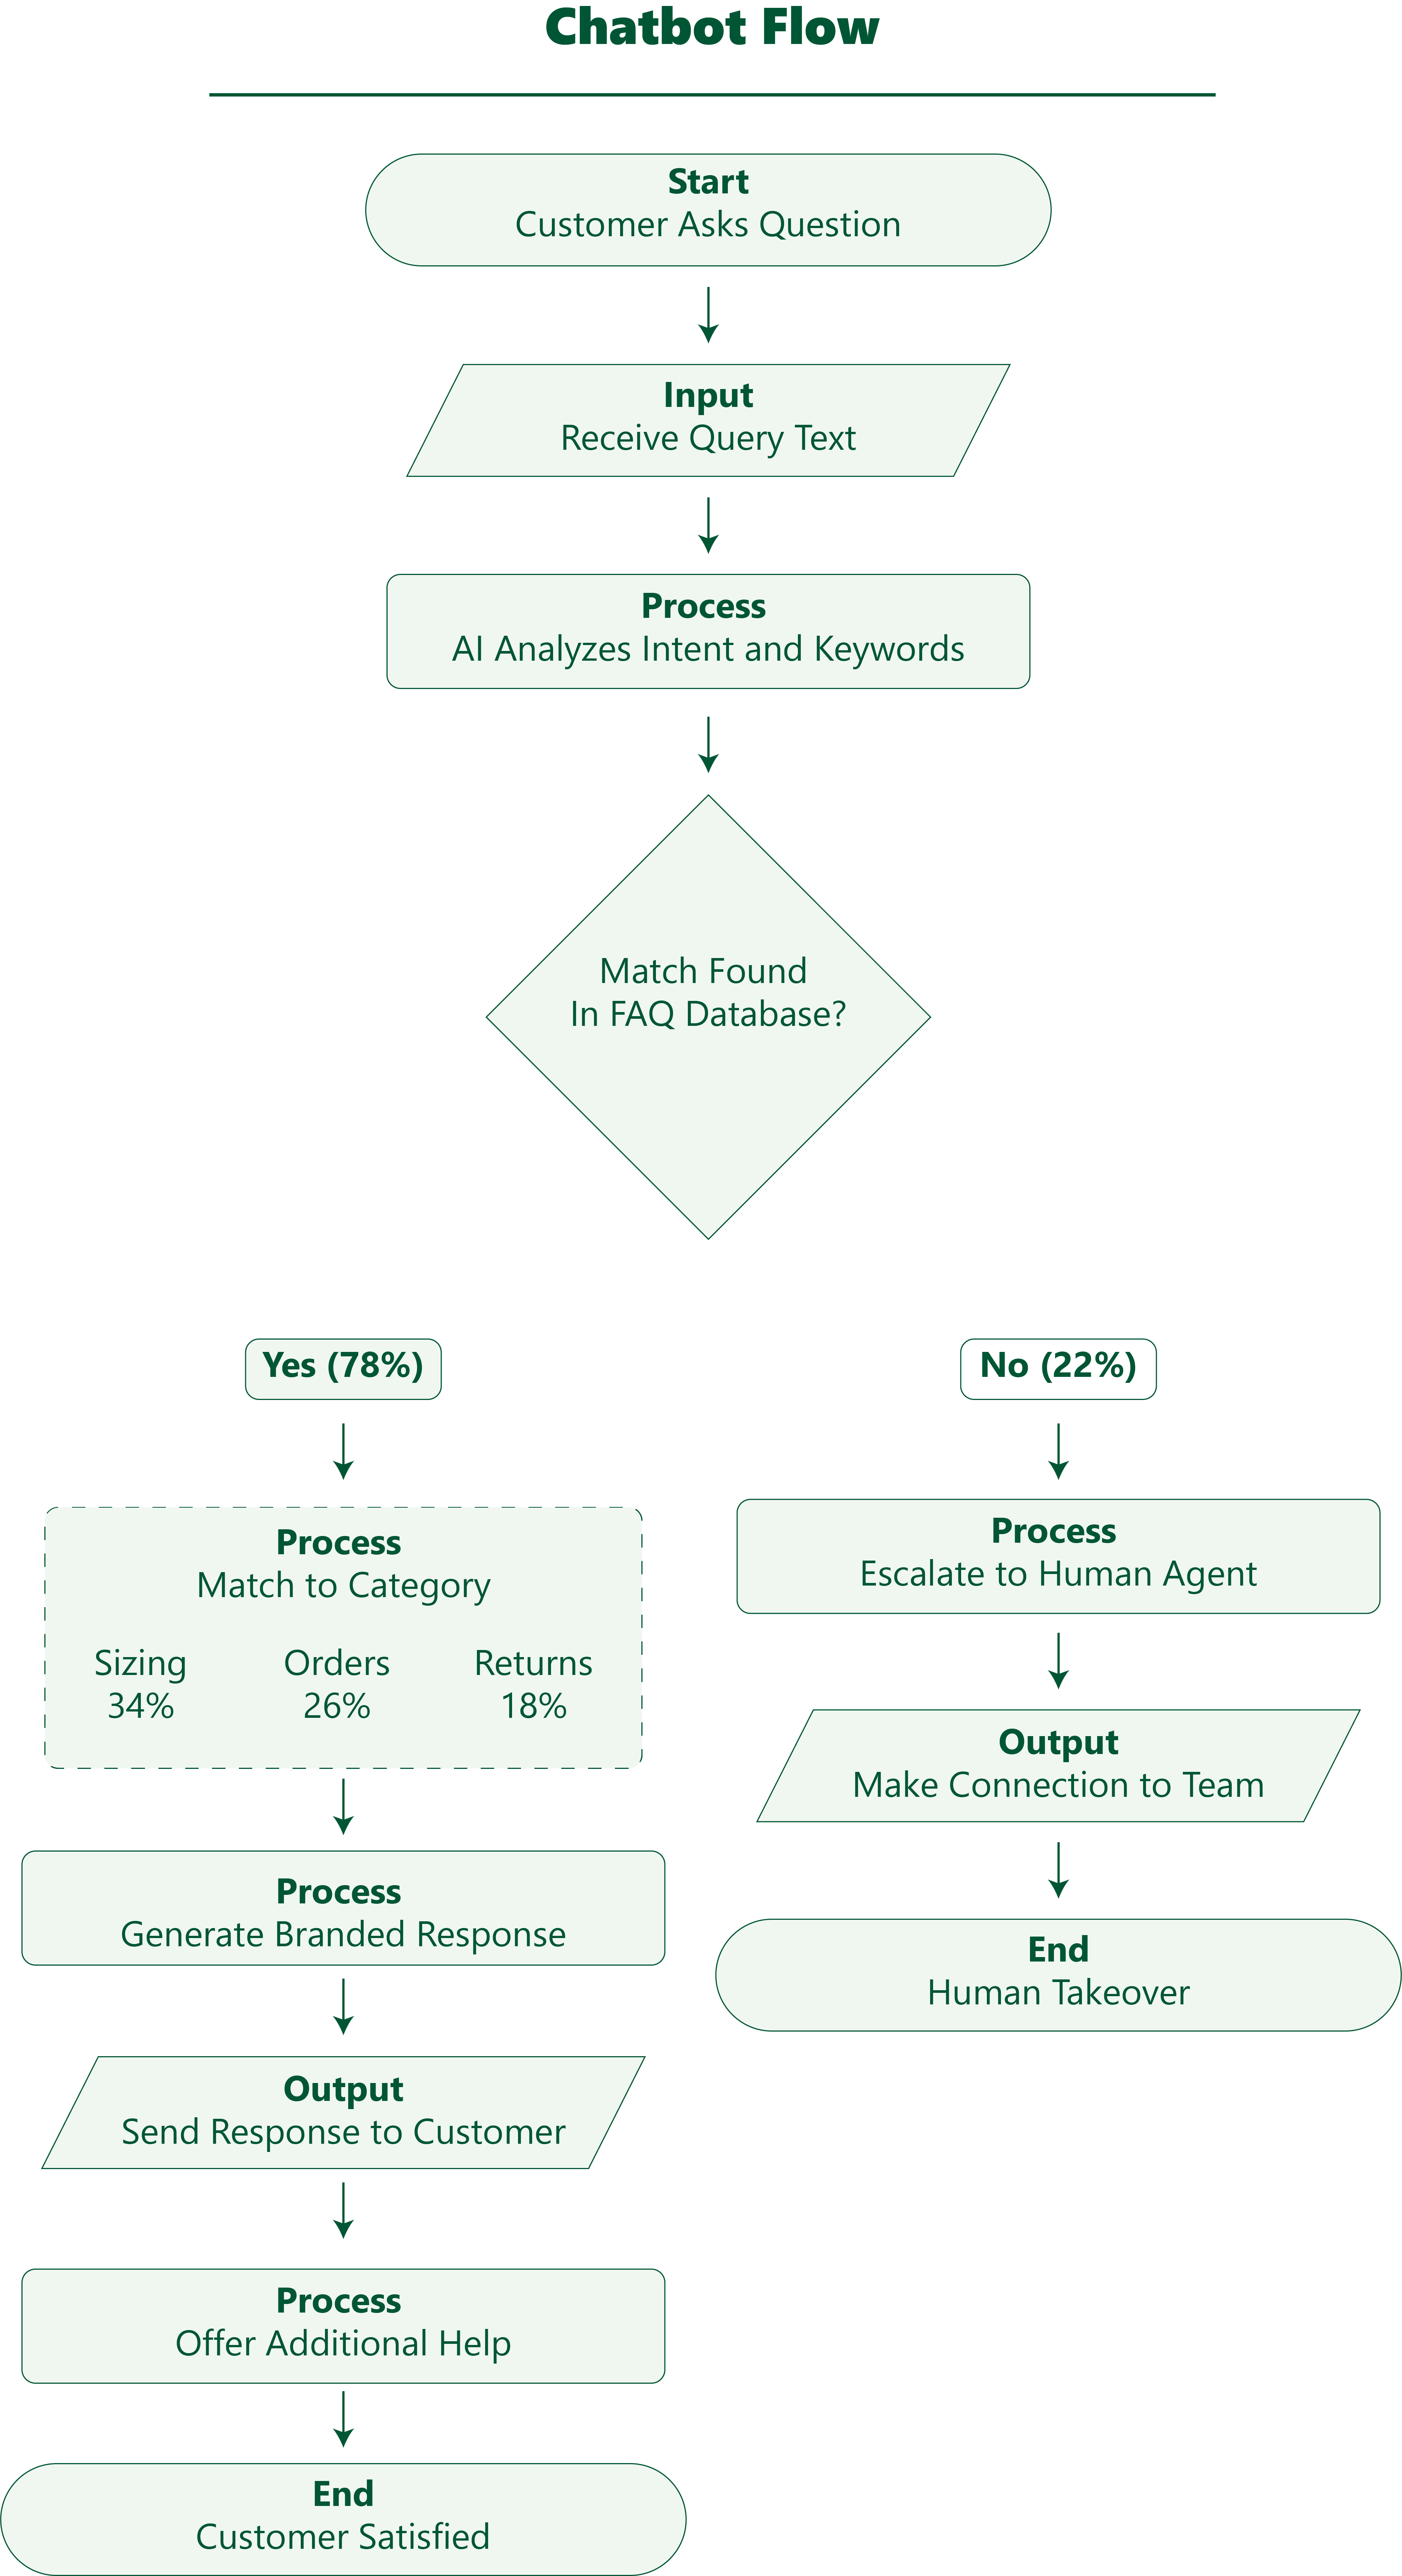 Chatbot Flow
Start
Customer Asks Question
Input
Receive Query Text
Process
AI Analyzes Intent and Keywords
Match Found
In FAQ Database?
Yes (78%)
Process
Match to Category
Sizing
34%
Orders
26%
Returns
18%
Process
Generate Branded Response
Output
Send Response to Customer
Process
Offer Additional Help
End
Customer Satisfied
No (22%)
Process
Escalate to Human Agent
Output
Make Connection to Team
End
Human Takeover